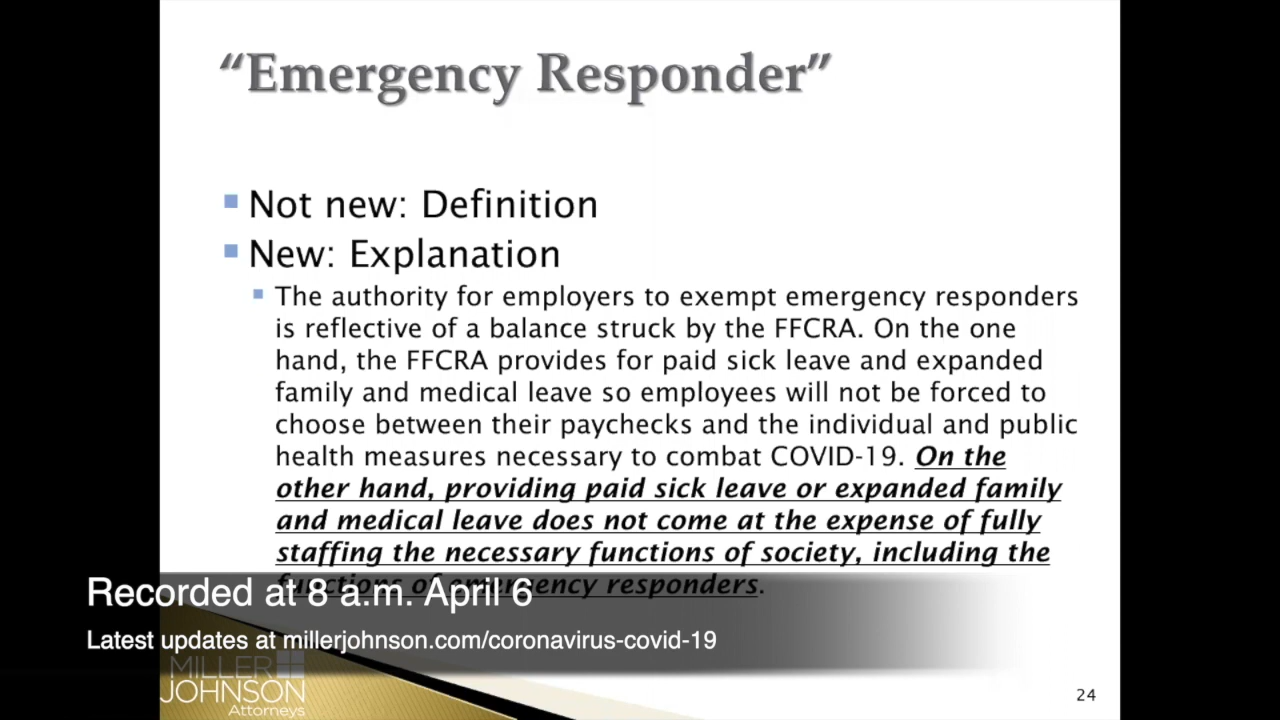 “Emergency Responder”
Not new: Definition
New: Explanation
The authority for employers to exempt emergency responders
is reflective of a balance struck by the FFCRA. On the one
hand, the FFCRA provides for paid sick leave and expanded
family and medical leave so employees will not be forced to
choose between their paychecks and the individual and public
health measures necessary to combat COVID-19. On the
other hand, providing paid sick leave or expanded family
and medical leave does not come at the expense of fully
staffing the necessary functions of society, including the
functions of emergency responders.
Recorded at 8 a.m. April 6
Latest updates at millerjohnson.com/coronavirus-covid-19
MILLER
JOHNSON
Attorneys
24